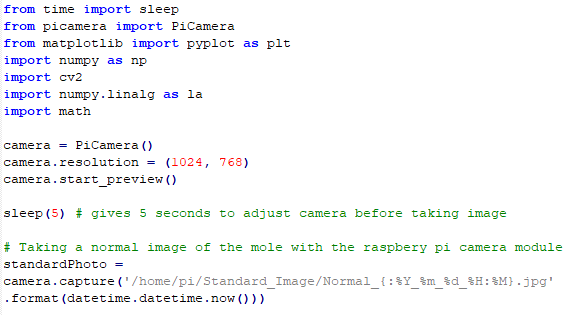 from time import sleep
from picamera import PiCamera
from matplotlib import pyplot as plt
import numpy as np
import cv2
import numpy.linalg as la
import math
camera = PiCamera()
camera.resolution = (1024, 768)
camera.start_preview()
sleep(5) # gives 5 seconds to adjust camera before taking image
# Taking a normal image of the mole with the raspbery pi camera module
standardPhoto =
camera.capture('/home/pi/Standard_Image/Normal_{:%Y_%m_%d_%H:%M}.jpg'
.format(datetime.datetime.now()))